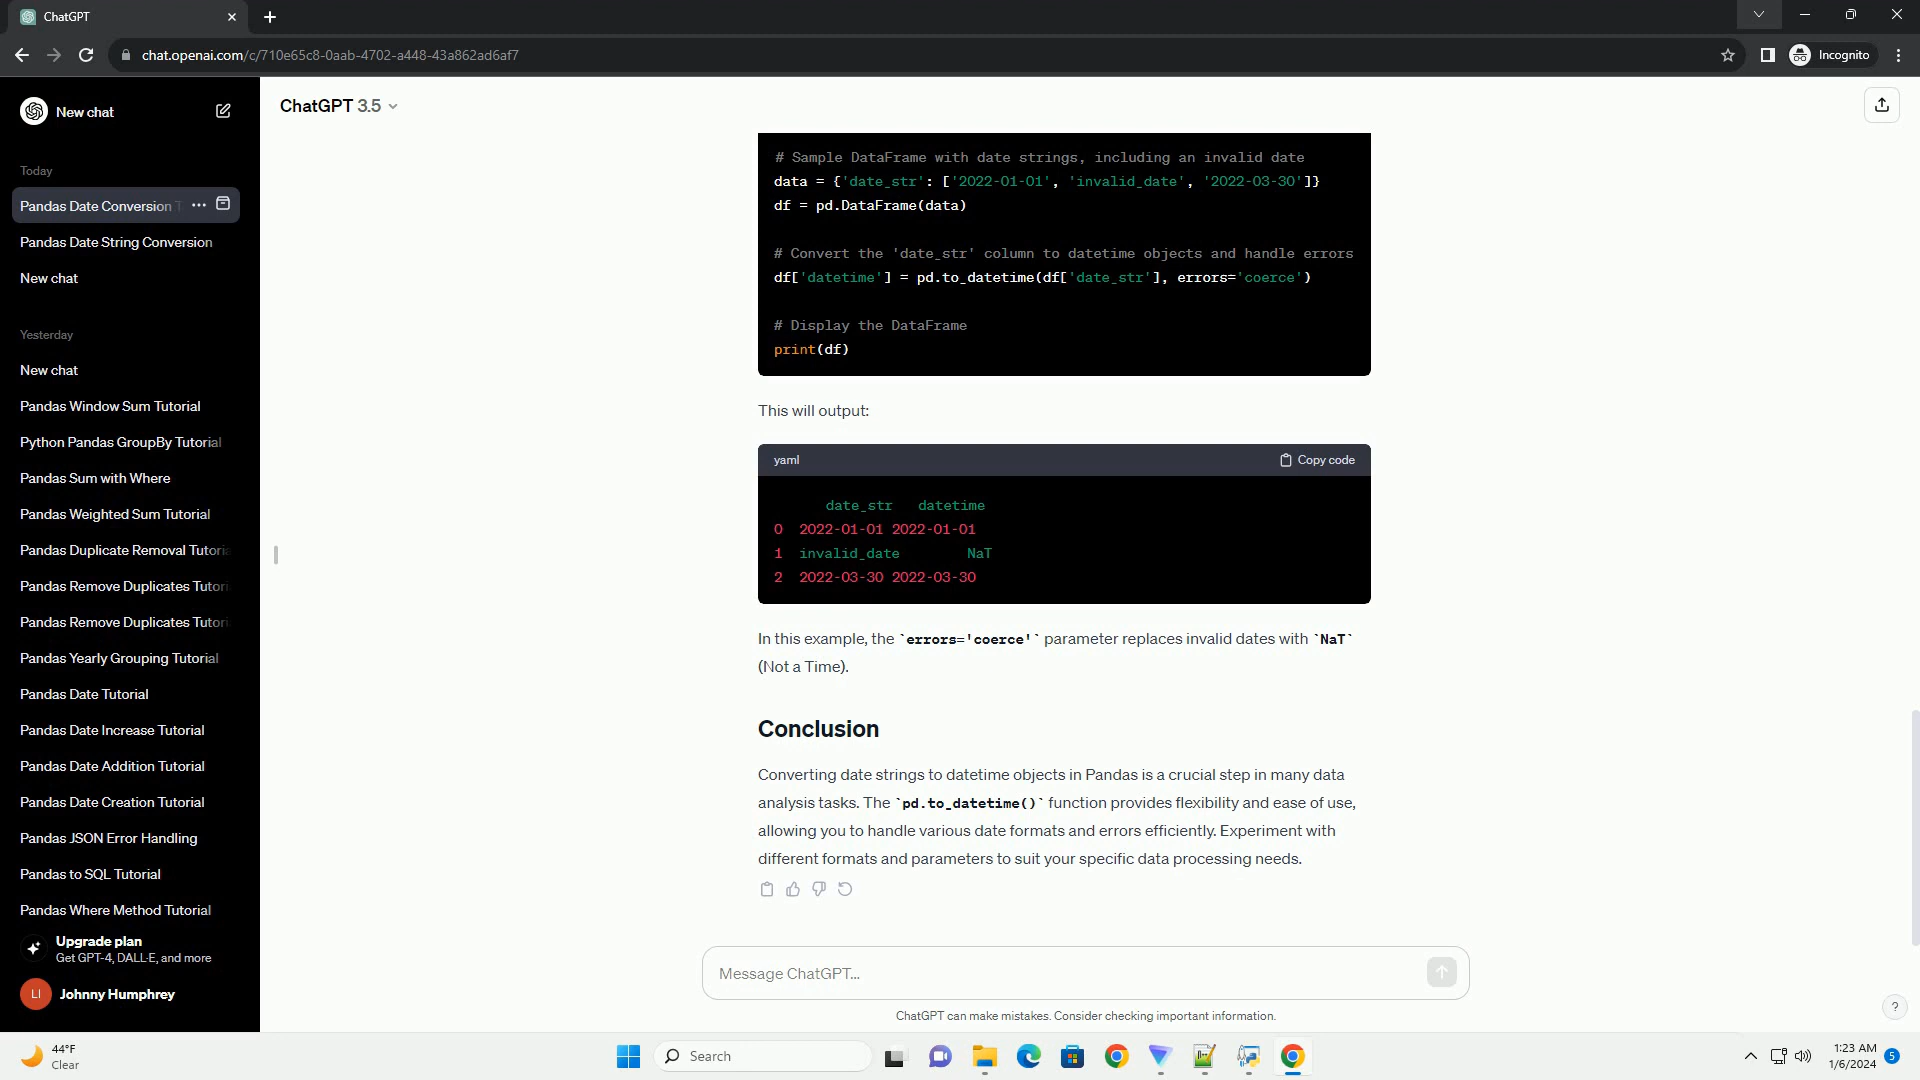 ChatGPT
chat.openai.com/c/710e65c8-0aab-4702-a448-43a862ad6af7
Incognito
New chat
Today
Pandas Date Conversion T
Pandas Date String Conversion
New chat
Yesterday
New chat
Pandas Window Sum Tutorial
Python Pandas GroupBy Tutorial
Pandas Sum with Where
Pandas Weighted Sum Tutorial
Pandas Duplicate Removal Tutoria
Pandas Remove Duplicates Tutori
Pandas Remove Duplicates Tutori
Pandas Yearly Grouping Tutorial
Pandas Date Tutorial
Pandas Date Increase Tutorial
Pandas Date Addition Tutorial
Pandas Date Creation Tutorial
Pandas JSON Error Handling
Pandas to SQL Tutorial
Pandas Where Method Tutorial
Upgrade plan
Get GPT-4, DALL·E, and more
LI
Johnny Humphrey
ChatGPT 3.5
# Sample DataFrame with date strings, including an invalid date
data = {'date_str': ['2022-01-01', 'invalid_date', '2022-03-30']}
df = pd.DataFrame(data)
# Convert the 'date_str' column to datetime objects and handle errors
df['datetime'] = pd.to_datetime(df['date_str'], errors='coerce')
# Display the DataFrame
print(df)
This will output:
yaml Copy code
date_str datetime
0 2022-01-01 2022-01-01
1 invalid_date NaT
2 2022-03-30 2022-03-30
In this example, the `errors='coerce'` parameter replaces invalid dates with `NaT`
(Not a Time).
Conclusion
Converting date strings to datetime objects in Pandas is a crucial step in many data
analysis tasks. The `pd.to_datetime()` function provides flexibility and ease of use,
allowing you to handle various date formats and errors efficiently. Experiment with
different formats and parameters to suit your specific data processing needs.
Message ChatGPT...
ChatGPT can make mistakes. Consider checking important information.
?
44°F
Clear
Search
1:23 AM
1/6/2024
5